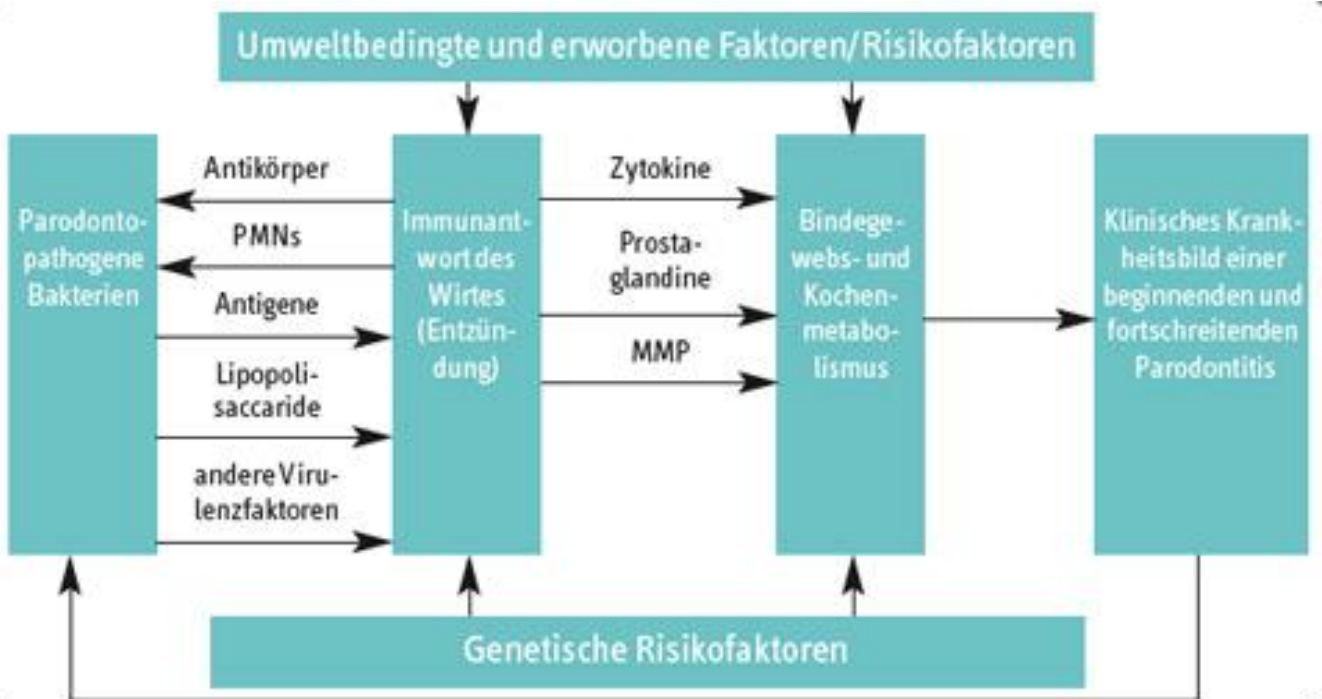 Umweltbedingte und erworbene Faktoren/Risikofaktoren
Parodonto-
pathogene
Bakterien
Antikörper
PMNs
Antigene
Lipopoli-
saccaride
andere Viru-
lenzfaktoren
Immunant-
wort des
Wirtes
(Entzün-
dung)
Zytokine
Prosta-
glandine
MMP
Bindege-
webs- und
Kochen-
metabo-
lismus
Klinisches Krank-
heitsbild einer
beginnenden und
fortschreitenden
Parodontitis
Genetische Risikofaktoren